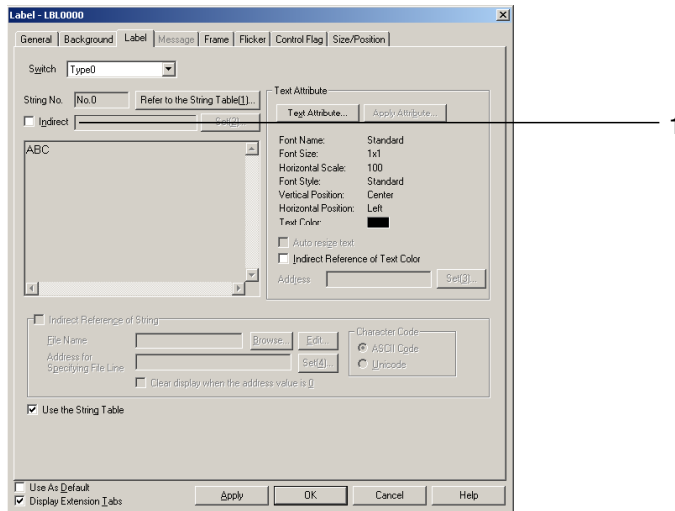 Label - LBL0000
General Background Label Message Frame Flicker Control Flag Size/Position
Switch Type0
String No. No.0 Refer to the String Table(1)...
Indirect Set(2)...
ABC
Text Attribute
Text Attribute... Apply Attribute...
Font Name: Standard
Font Size: 1x1
Horizontal Scale: 100
Font Style: Standard
Vertical Position: Center
Horizontal Position: Left
Text Color:
Auto resize text
Indirect Reference of Text Color
Address Set(3)...
Indirect Reference of String
File Name Browse... Edit...
Address for
Specifying File Line Set(4)...
Clear display when the address value is 0
Character Code
ASCII Code
Unicode
Use the String Table
Use As Default
Display Extension Tabs
Apply OK Cancel Help
1